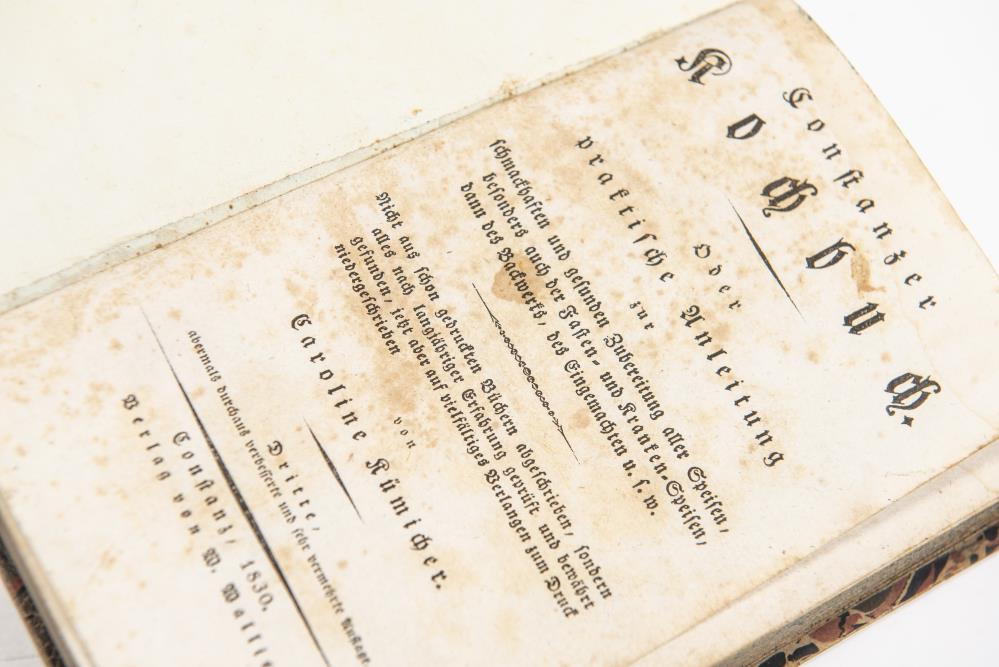 Constanzer
Kochbuch.
Oder
praktische Anleitung
zur
schmackhaften und gesunden Zubereitung aller Speisen,
besonders auch der Fasten- und Kranken-Speisen,
dann des Backwerks, des Eingemachten u. s. w.
Nicht aus schon gedruckten Büchern abgeschrieben, sondern
alles nach langjähriger Erfahrung geprüft und bewährt
gefunden, jetzt aber auf vielfältiges Verlangen zum Druck
niedergeschrieben
von
Caroline Kümicher.
Dritte,
abermals durchaus verbesserte und sehr vermehrte Auflage.
Constanz, 1830.
Verlag von W. Wallis